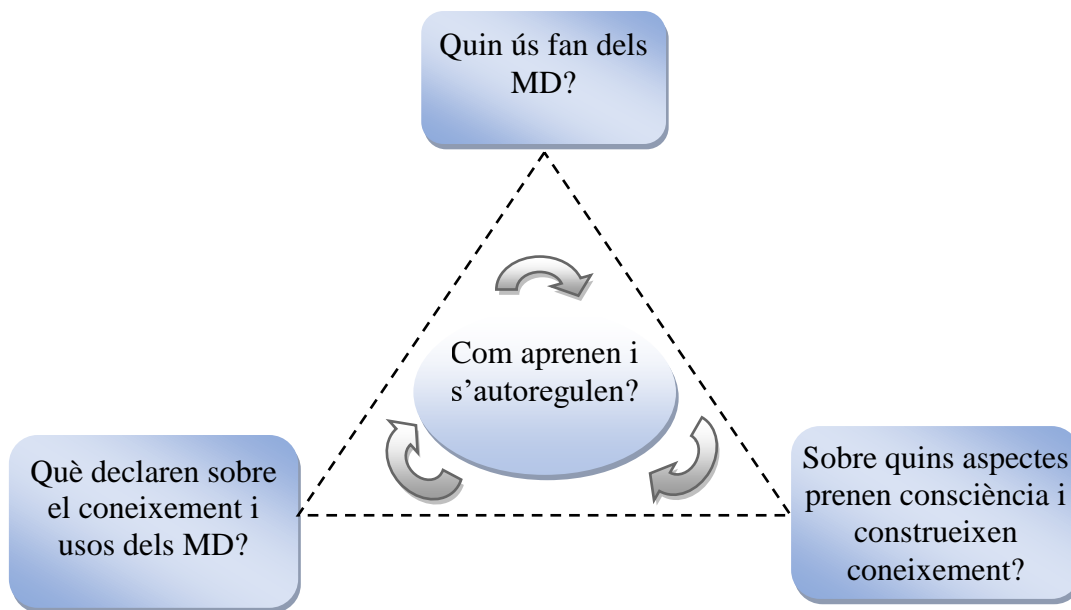 Quin ús fan dels
MD?
Com aprenen i
s’autoregulen?
Què declaren sobre
el coneixement i
usos dels MD?
Sobre quins aspectes
prenen consciència i
construeixen
coneixement?